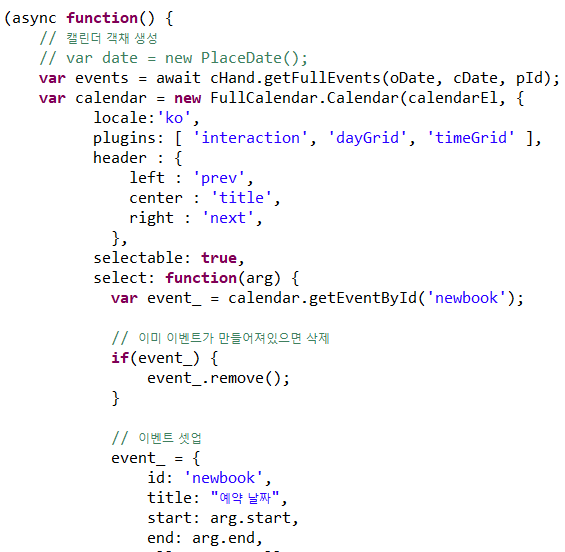 (async function() {
// 캘린더 객채 생성
// var date = new PlaceDate();
var events = await cHand.getFullEvents(oDate, cDate, pId);
var calendar = new FullCalendar.Calendar(calendarEl, {
locale:'ko',
plugins: [ 'interaction', 'dayGrid', 'timeGrid' ],
header : {
left : 'prev',
center : 'title',
right : 'next',
},
selectable: true,
select: function(arg) {
var event_ = calendar.getEventById('newbook');
// 이미 이벤트가 만들어져있으면 삭제
if(event_) {
event_.remove();
}
// 이벤트 셋업
event_ = {
id: 'newbook',
title: "예약 날짜",
start: arg.start,
end: arg.end,